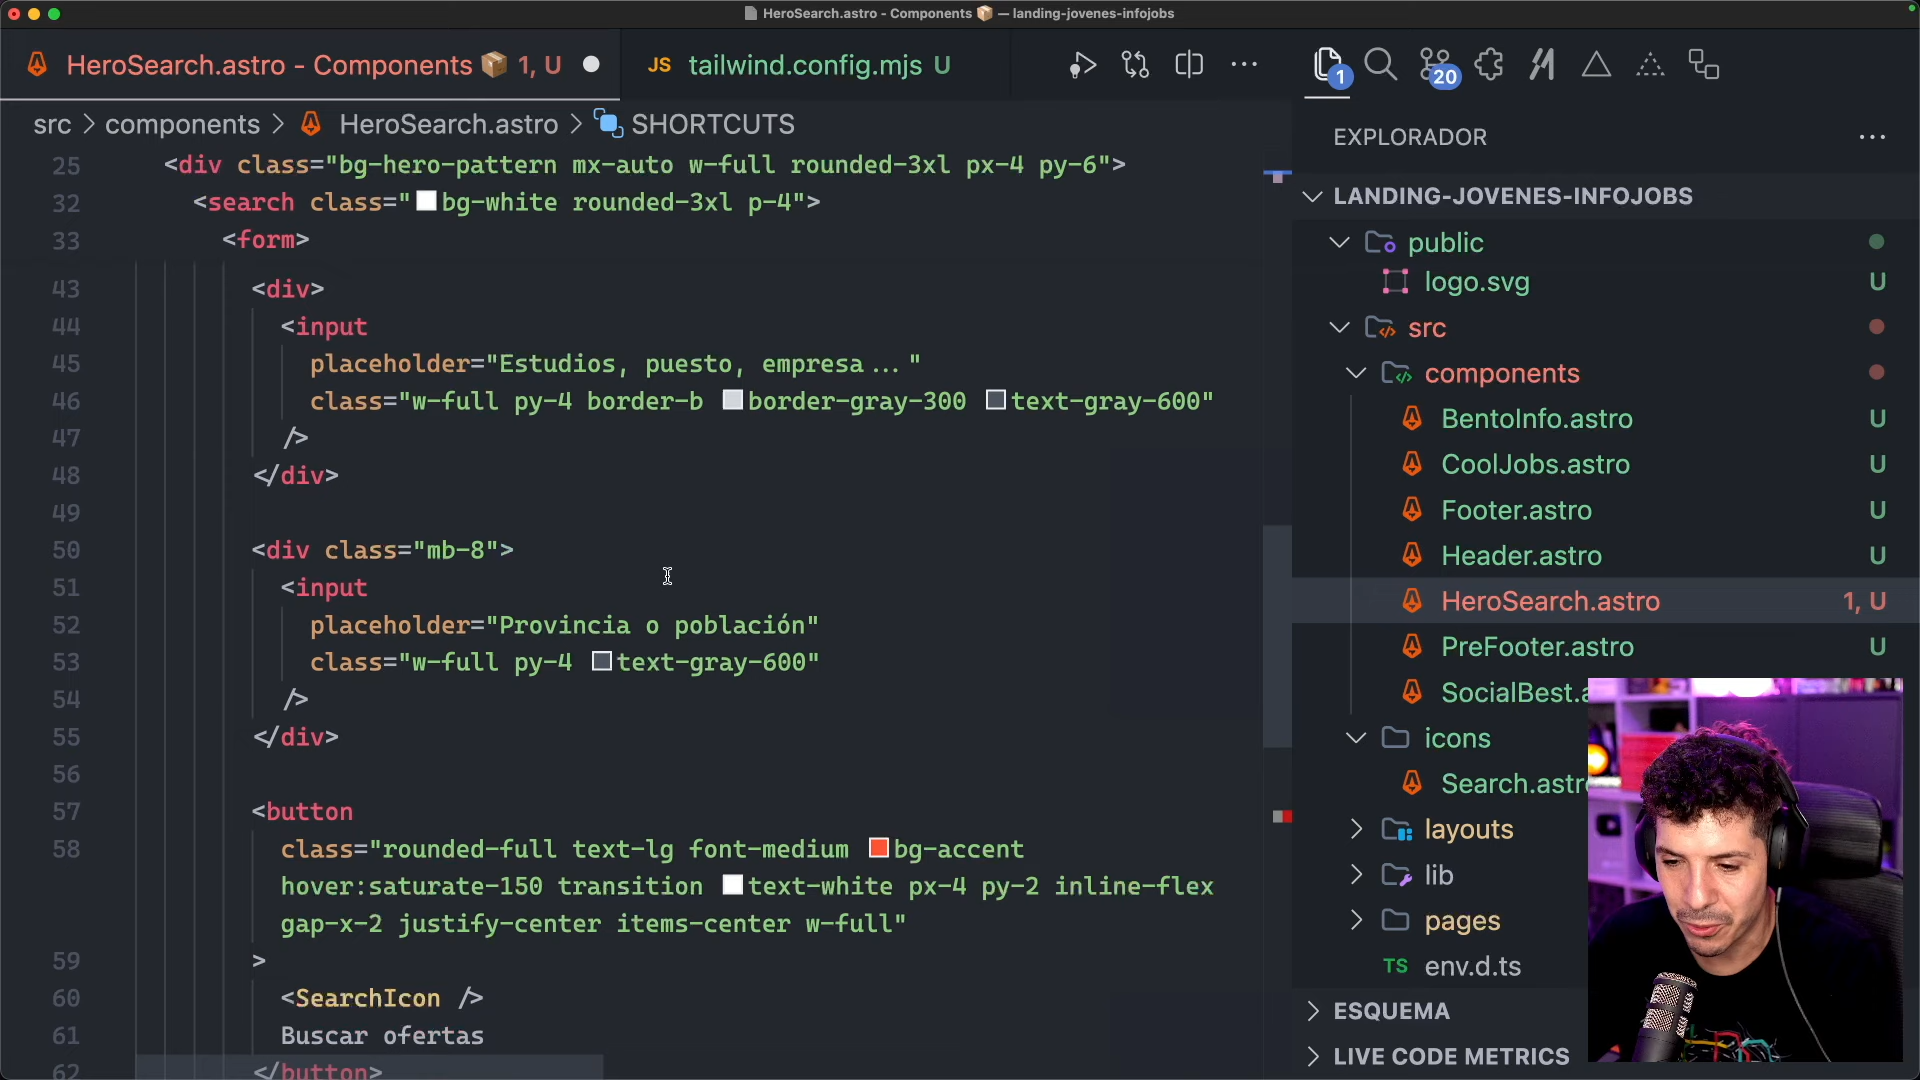 HeroSearch.astro - Components 📦 — landing-jovenes-infojobs
HeroSearch.astro - Components 📦 1, U
JS tailwind.config.mjs U
1
20
src > components > HeroSearch.astro > SHORTCUTS
EXPLORADOR
25 <div class="bg-hero-pattern mx-auto w-full rounded-3xl px-4 py-6">
32 <search class="bg-white rounded-3xl p-4">
33 <form>
43 <div>
44 <input
45 placeholder="Estudios, puesto, empresa..."
46 class="w-full py-4 border-b border-gray-300 text-gray-600"
47 />
48 </div>
49
50 <div class="mb-8">
51 <input
52 placeholder="Provincia o población"
53 class="w-full py-4 text-gray-600"
54 />
55 </div>
56
57 <button
58 class="rounded-full text-lg font-medium bg-accent
hover:saturate-150 transition text-white px-4 py-2 inline-flex
gap-x-2 justify-center items-center w-full"
59 >
60 <SearchIcon />
61 Buscar ofertas
62 </button>
LANDING-JOVENES-INFOJOBS
public
logo.svg U
src
components
BentoInfo.astro U
CoolJobs.astro U
Footer.astro U
Header.astro U
HeroSearch.astro 1, U
PreFooter.astro U
SocialBest.a
icons
Search.astr
layouts
lib
pages
TS env.d.ts
ESQUEMA
LIVE CODE METRICS